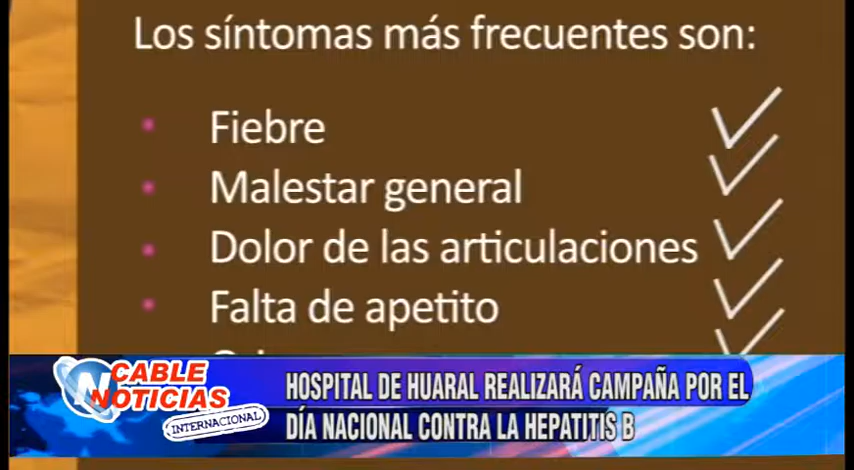 Los síntomas más frecuentes son:
Fiebre
Malestar general
Dolor de las articulaciones
Falta de apetito
CABLE
NOTICIAS
INTERNACIONAL
HOSPITAL DE HUARAL REALIZARÁ CAMPAÑA POR EL
DÍA NACIONAL CONTRA LA HEPATITIS B